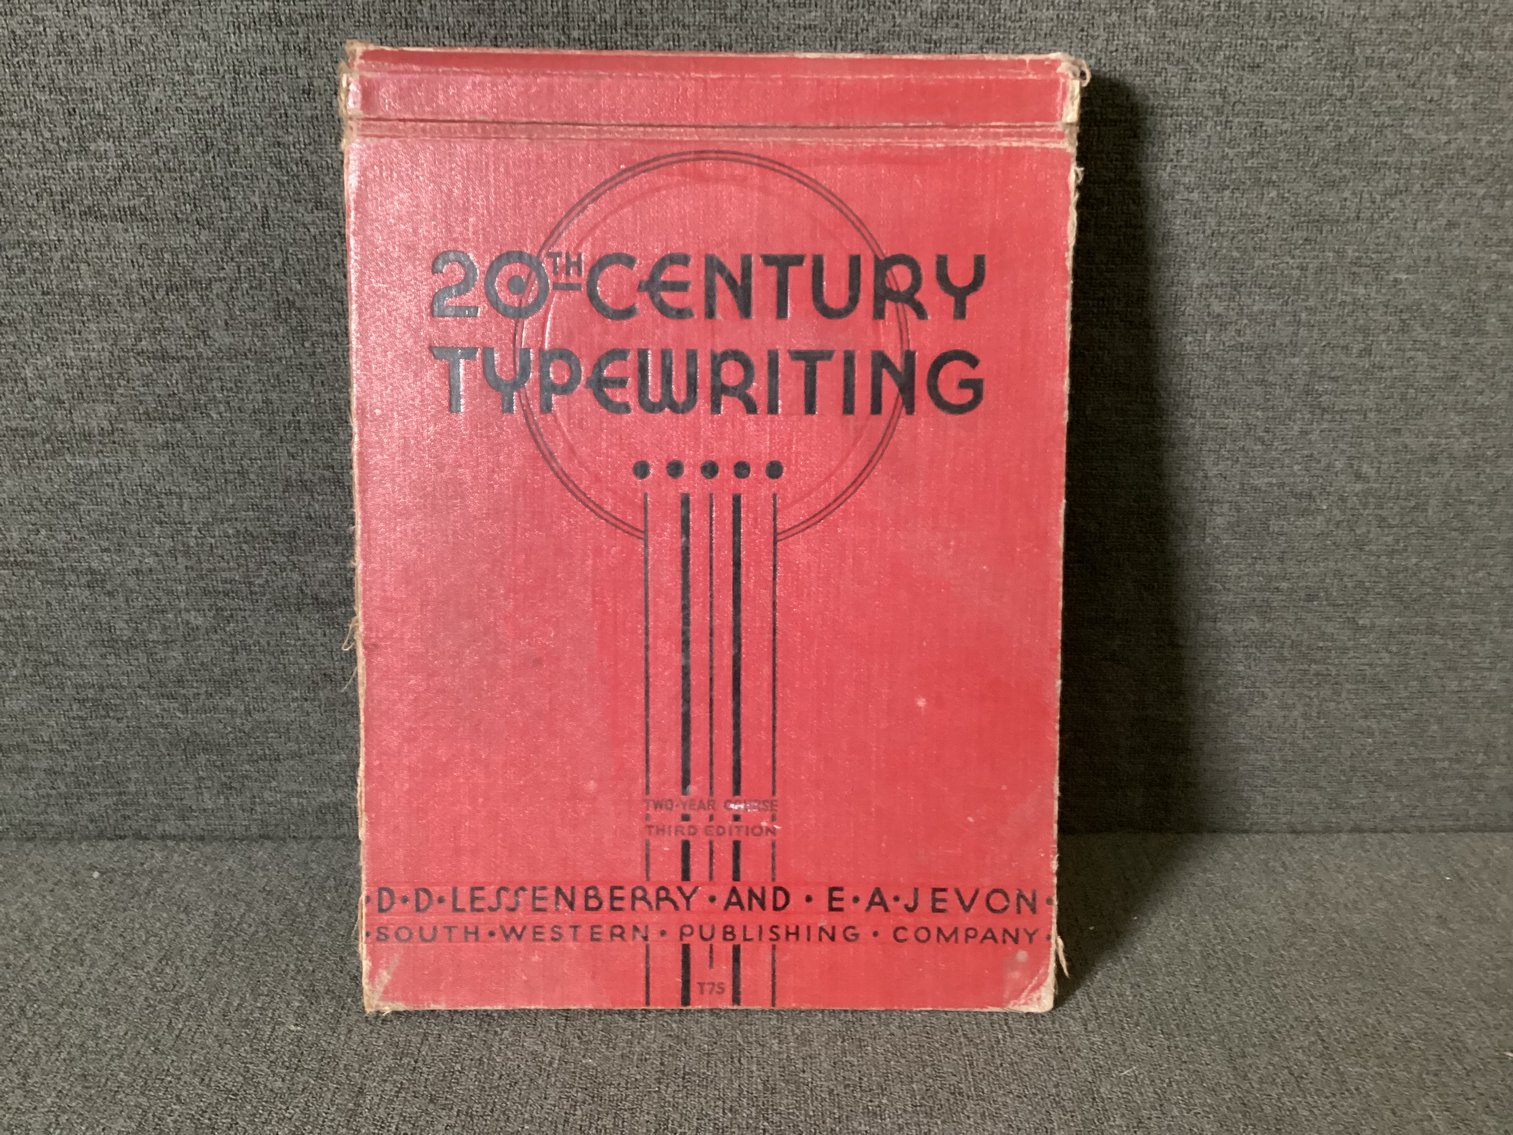 20TH CENTURY
TYPEWRITING
TWO-YEAR COURSE
THIRD EDITION
·D·D·LESSENBERRY·AND·E·A·JEVON·
·SOUTH·WESTERN·PUBLISHING·COMPANY·
T7S